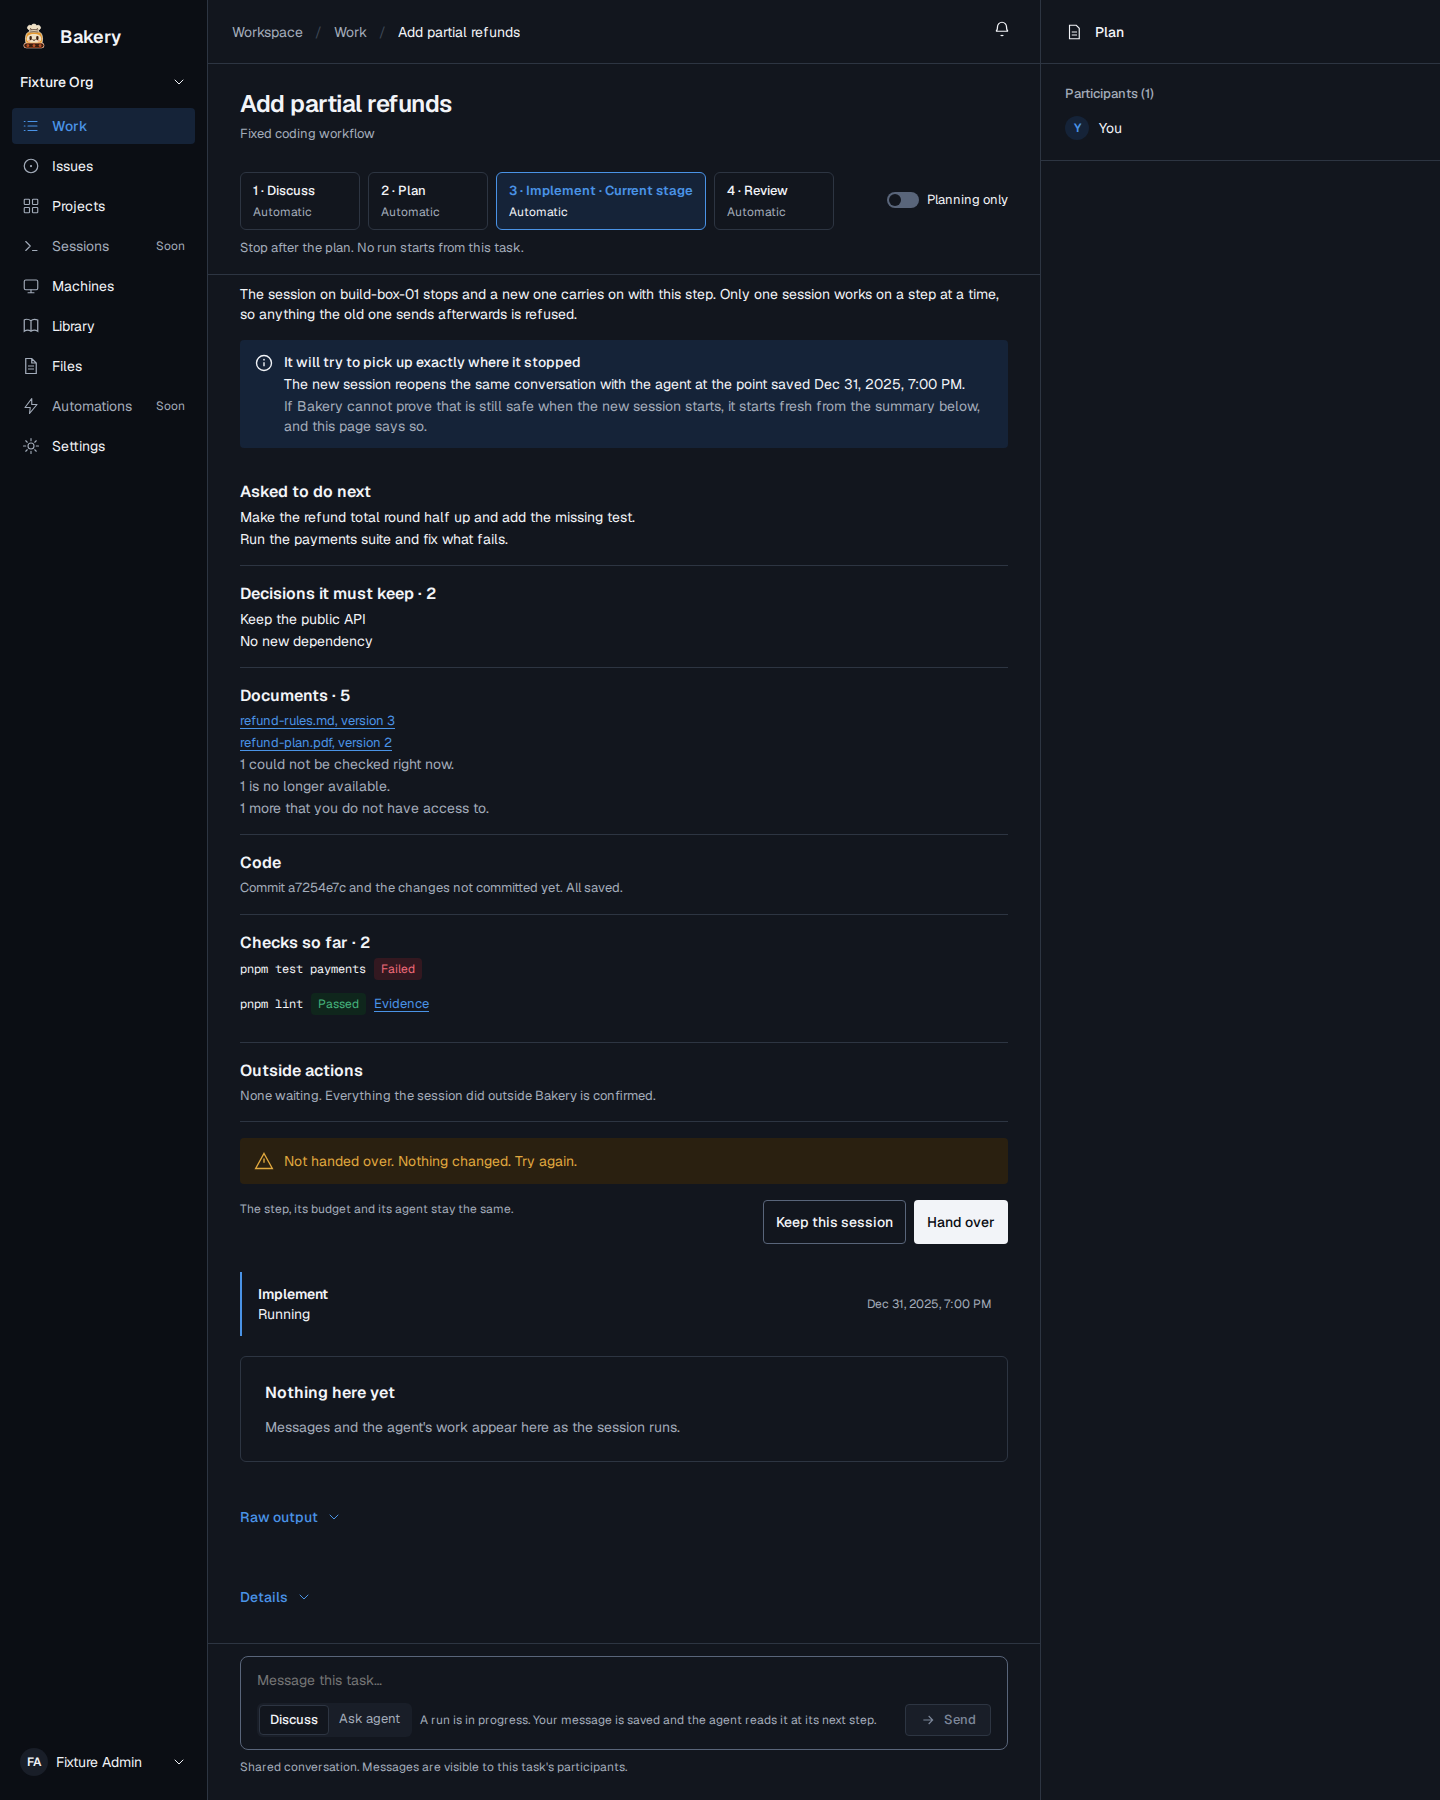 Bakery
Fixture Org
Work
Issues
Projects
Sessions Soon
Machines
Library
Files
Automations Soon
Settings
FA Fixture Admin
Workspace / Work / Add partial refunds
Add partial refunds
Fixed coding workflow
1 · Discuss
Automatic
2 · Plan
Automatic
3 · Implement · Current stage
Automatic
4 · Review
Automatic
Planning only
Stop after the plan. No run starts from this task.
The session on build-box-01 stops and a new one carries on with this step. Only one session works on a step at a time,
so anything the old one sends afterwards is refused.
It will try to pick up exactly where it stopped
The new session reopens the same conversation with the agent at the point saved Dec 31, 2025, 7:00 PM.
If Bakery cannot prove that is still safe when the new session starts, it starts fresh from the summary below,
and this page says so.
Asked to do next
Make the refund total round half up and add the missing test.
Run the payments suite and fix what fails.
Decisions it must keep · 2
Keep the public API
No new dependency
Documents · 5
refund-rules.md, version 3
refund-plan.pdf, version 2
1 could not be checked right now.
1 is no longer available.
1 more that you do not have access to.
Code
Commit a7254e7c and the changes not committed yet. All saved.
Checks so far · 2
pnpm test payments Failed
pnpm lint Passed Evidence
Outside actions
None waiting. Everything the session did outside Bakery is confirmed.
Not handed over. Nothing changed. Try again.
The step, its budget and its agent stay the same.
Keep this session
Hand over
Implement
Running
Dec 31, 2025, 7:00 PM
Nothing here yet
Messages and the agent's work appear here as the session runs.
Raw output
Details
Message this task...
Discuss
Ask agent
A run is in progress. Your message is saved and the agent reads it at its next step.
Send
Shared conversation. Messages are visible to this task's participants.
Plan
Participants (1)
Y You